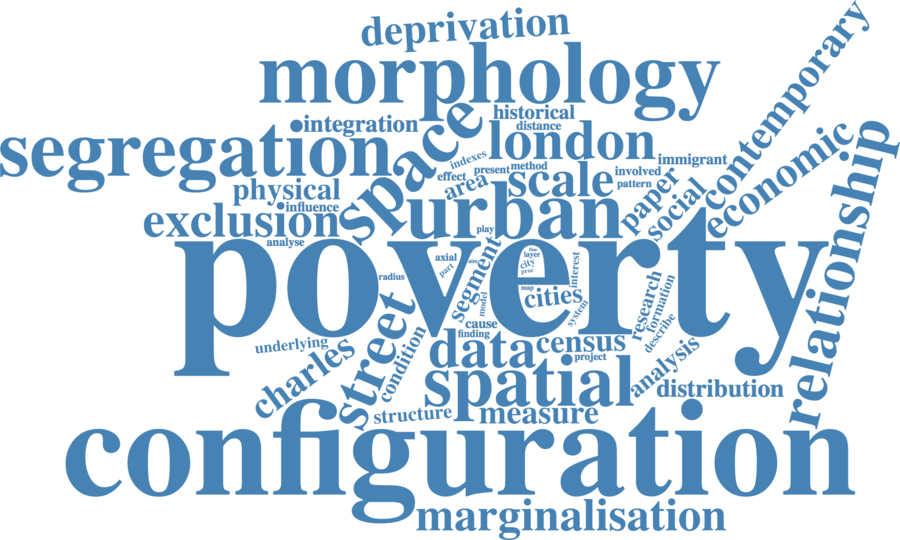 deprivation
morphology
contemporary
historical
distance
integration
space
london
segregation
indexes
immigrant
economic
effect
present
method
involved
pattern
relationship
physical
area
scale
paper
social
influence
exclusion
urban
analyse
play
poverty
axial
part
segment
line
layer
city
proc
interest
radius
map
cities
model
system
research
formation
describe
cause
finding
street
condition
underlying
charles
data
census
project
analysis
spatial
distribution
structure
measure
configuration
marginalisation